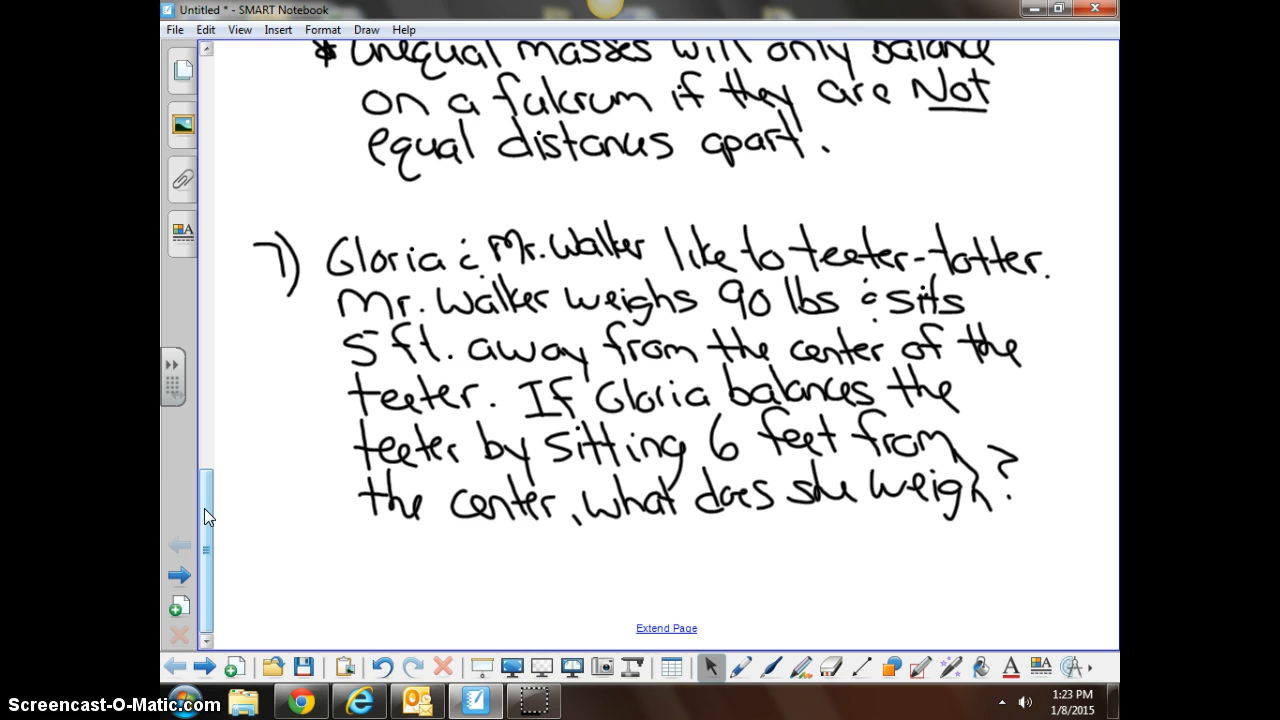 Untitled * - SMART Notebook
File Edit View Insert Format Draw Help
* Unequal masses will only balance
on a fulcrum if they are Not
equal distances apart.
7) Gloria & Mr. Walker like to teeter-totter.
Mr. Walker weighs 90 lbs & sits
5 ft. away from the center of the
teeter. If Gloria balances the
teeter by sitting 6 feet from
the center, what does she weigh?
Extend Page
Screencast-O-Matic.com
1:23 PM
1/8/2015